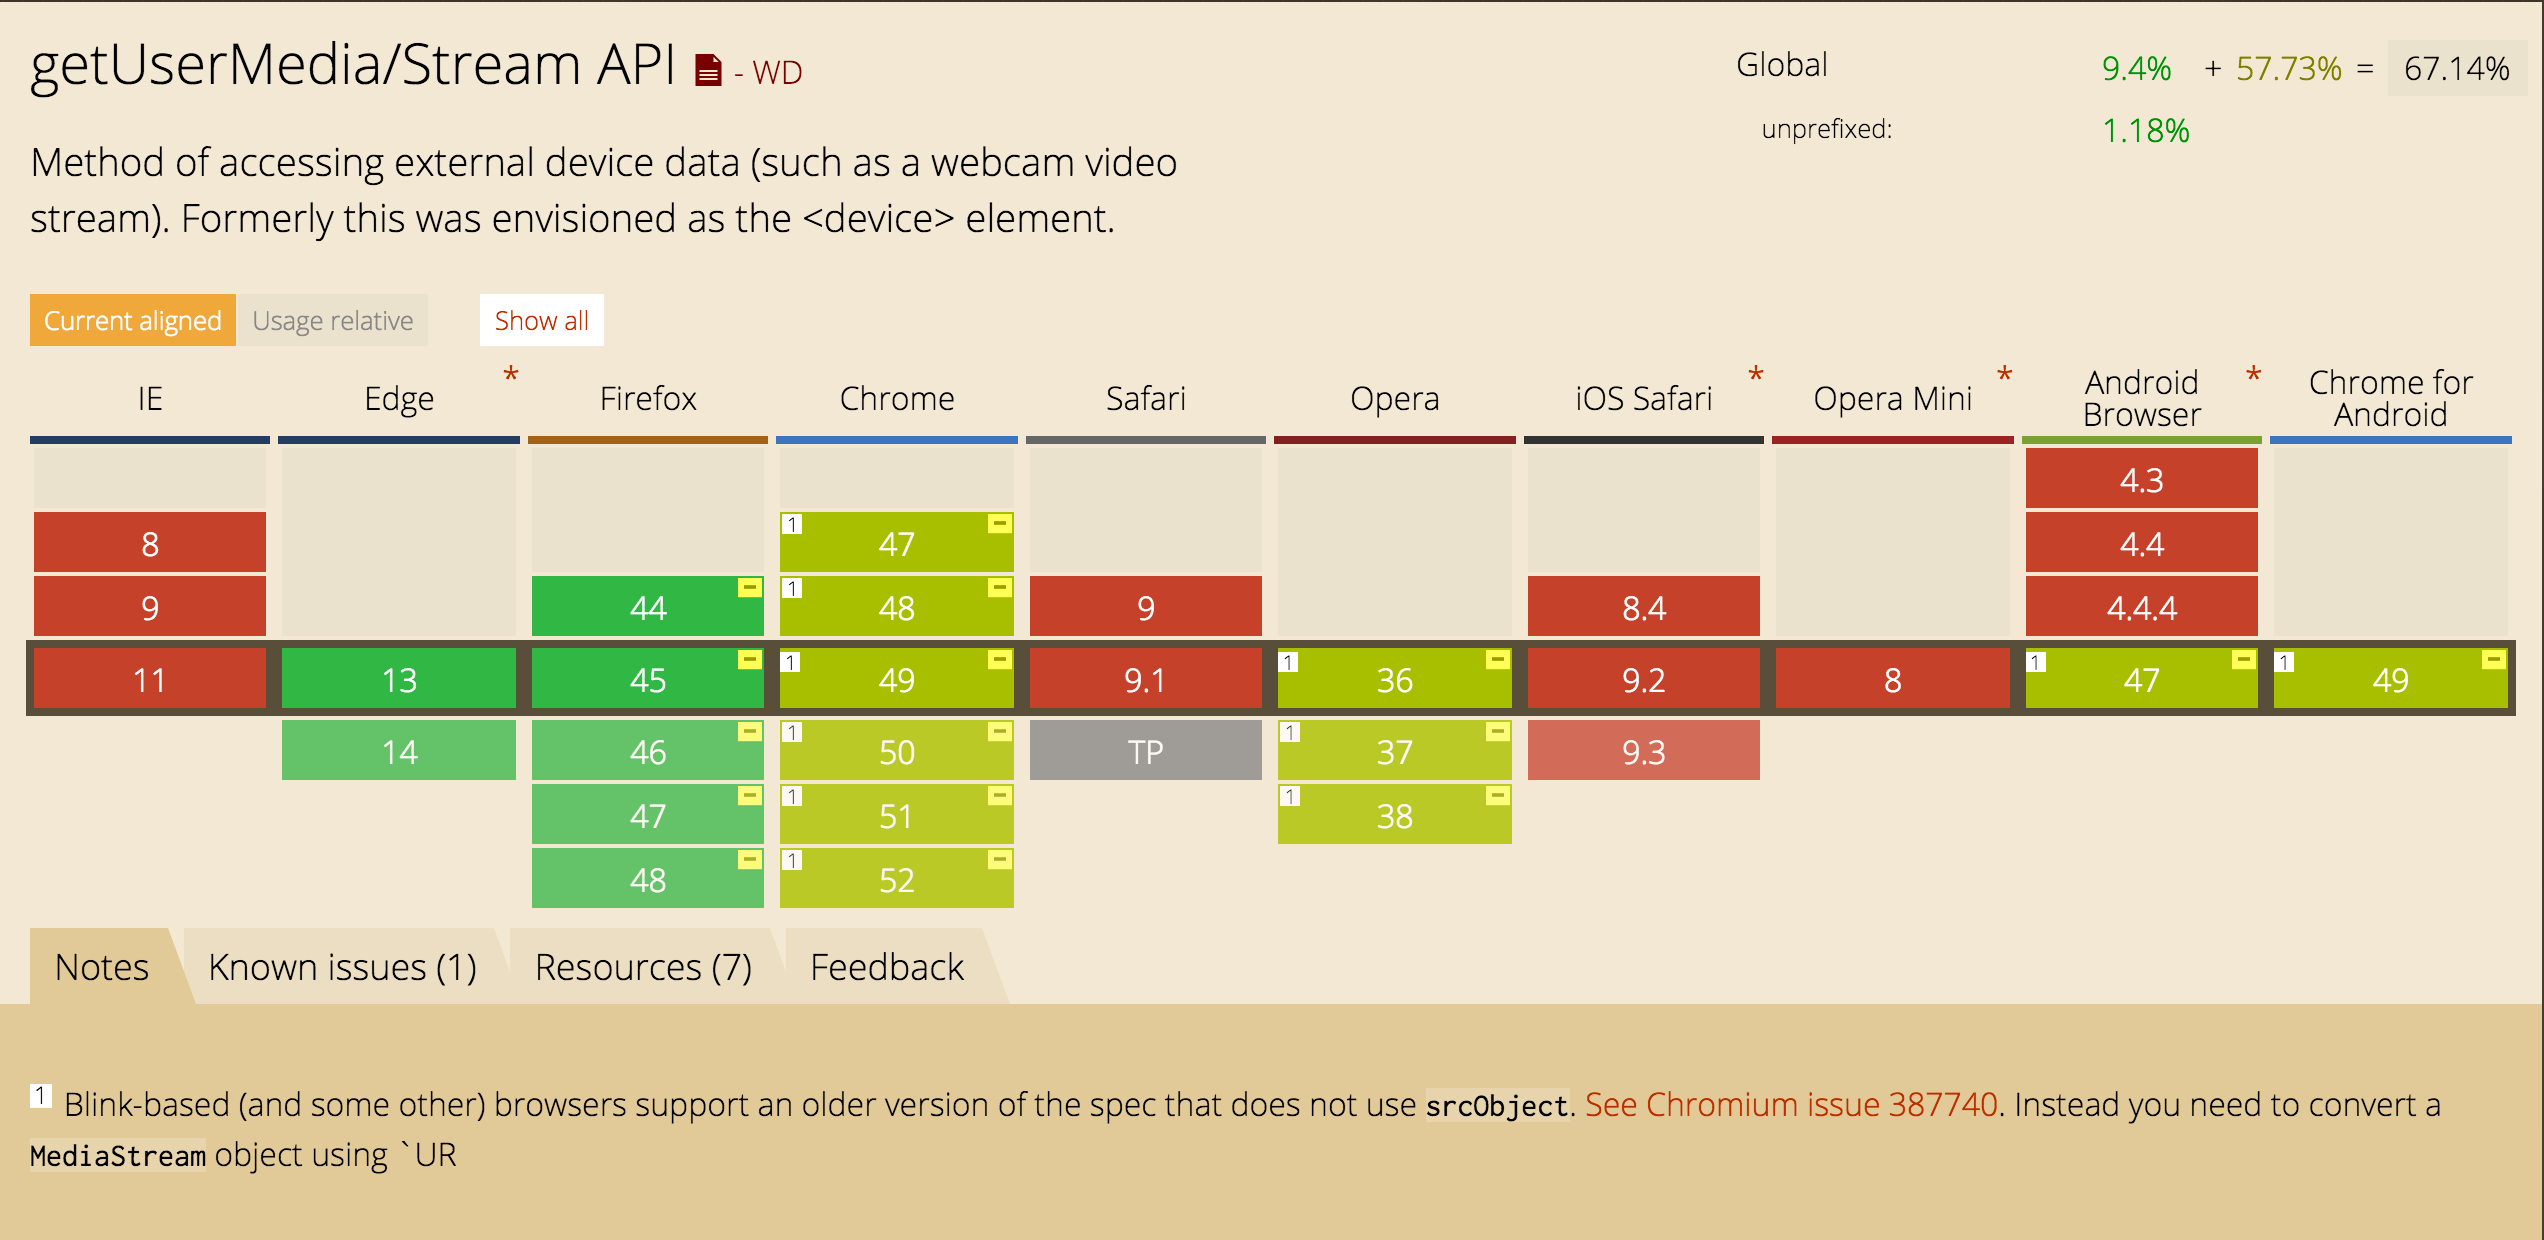 getUserMedia/Stream API - WD
Global 9.4% + 57.73% = 67.14%
unprefixed: 1.18%
Method of accessing external device data (such as a webcam video
stream). Formerly this was envisioned as the <device> element.
Current aligned Usage relative Show all
IE Edge * Firefox Chrome Safari Opera iOS Safari * Opera Mini * Android Browser * Chrome for Android
4.3
8 1 47 - 4.4
9 44 - 1 48 - 9 8.4 4.4.4
11 13 45 - 1 49 - 9.1 1 36 - 9.2 8 1 47 - 1 49 -
14 46 - 1 50 - TP 1 37 - 9.3
47 - 1 51 - 1 38 -
48 - 1 52 -
Notes Known issues (1) Resources (7) Feedback
1 Blink-based (and some other) browsers support an older version of the spec that does not use srcObject. See Chromium issue 387740. Instead you need to convert a
MediaStream object using `UR